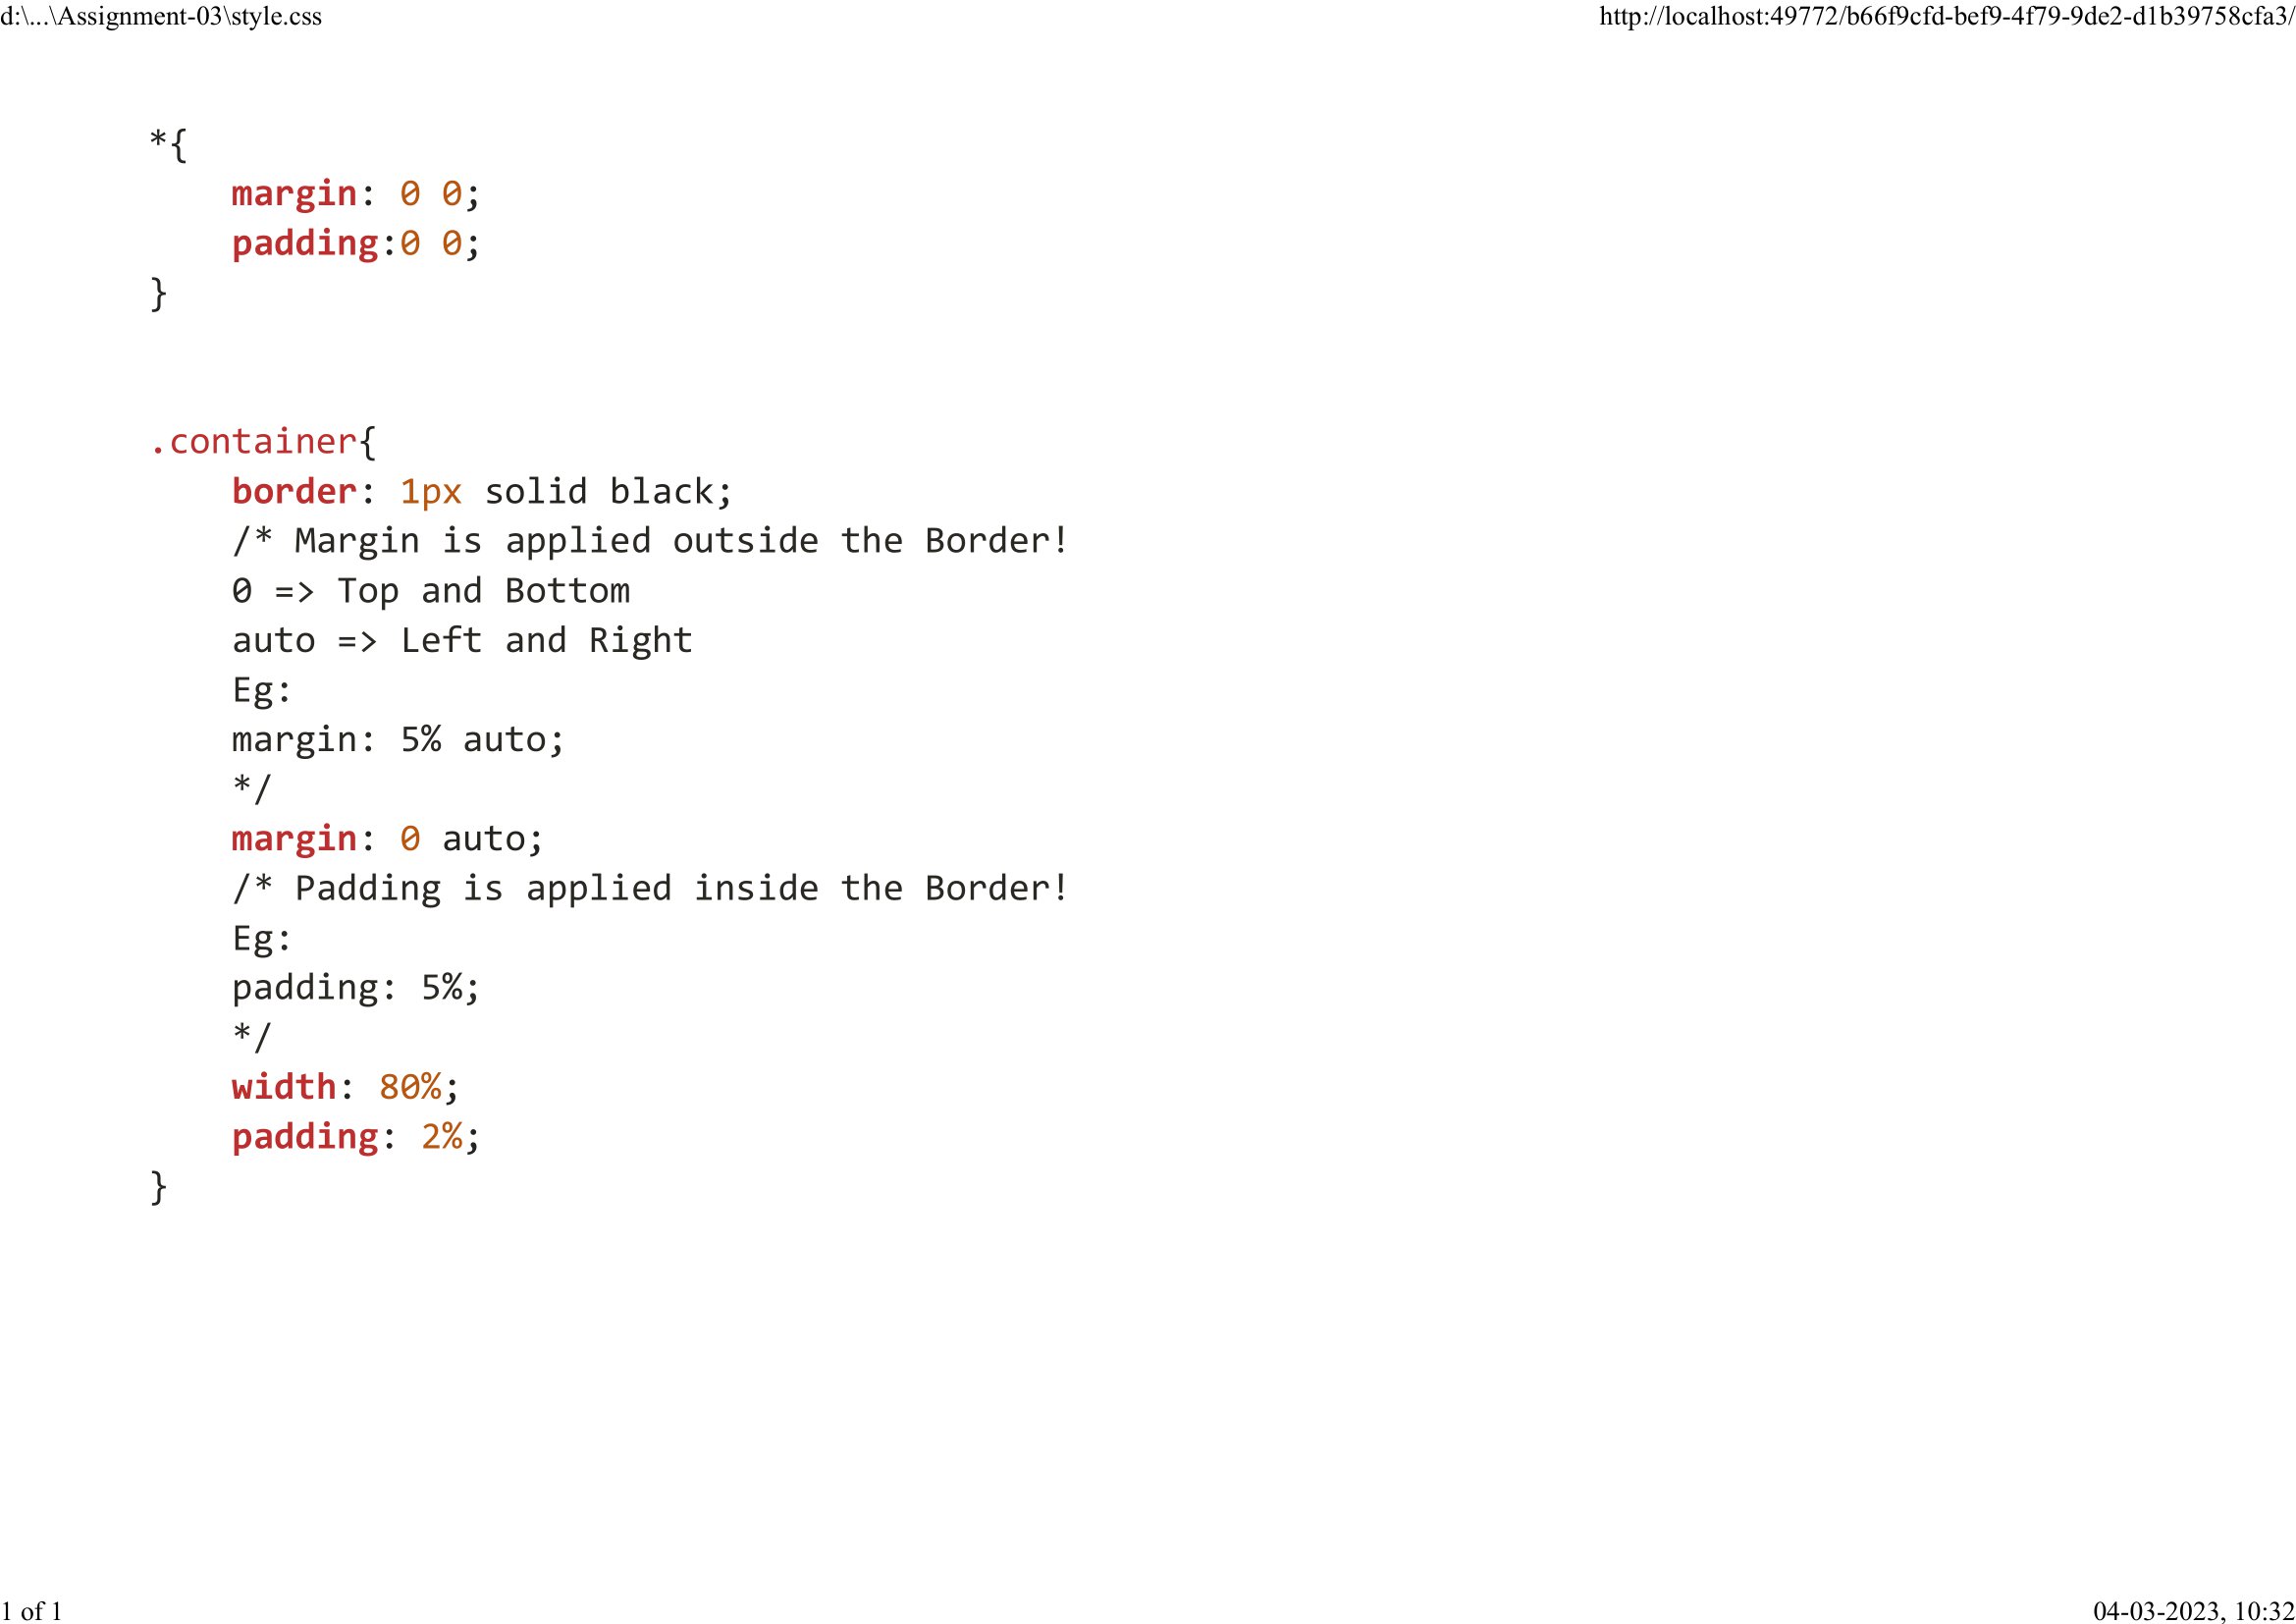 d:\...\Assignment-03\style.css
http://localhost:49772/b66f9cfd-bef9-4f79-9de2-d1b39758cfa3/
*{
    margin: 0 0;
    padding:0 0;
}
.container{
    border: 1px solid black;
    /* Margin is applied outside the Border!
    0 => Top and Bottom
    auto => Left and Right
    Eg:
    margin: 5% auto;
    */
    margin: 0 auto;
    /* Padding is applied inside the Border!
    Eg:
    padding: 5%;
    */
    width: 80%;
    padding: 2%;
}
1 of 1
04-03-2023, 10:32